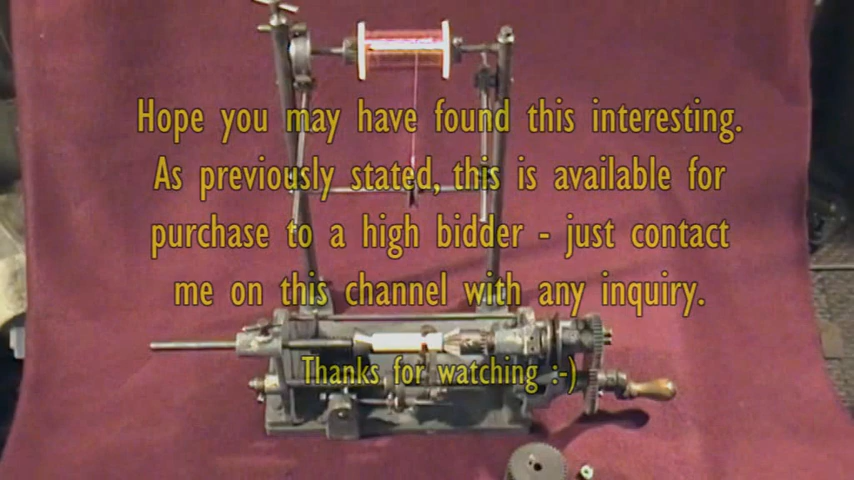 Hope you may have found this interesting.
As previously stated, this is available for
purchase to a high bidder - just contact
me on this channel with any inquiry.
Thanks for watching :-)